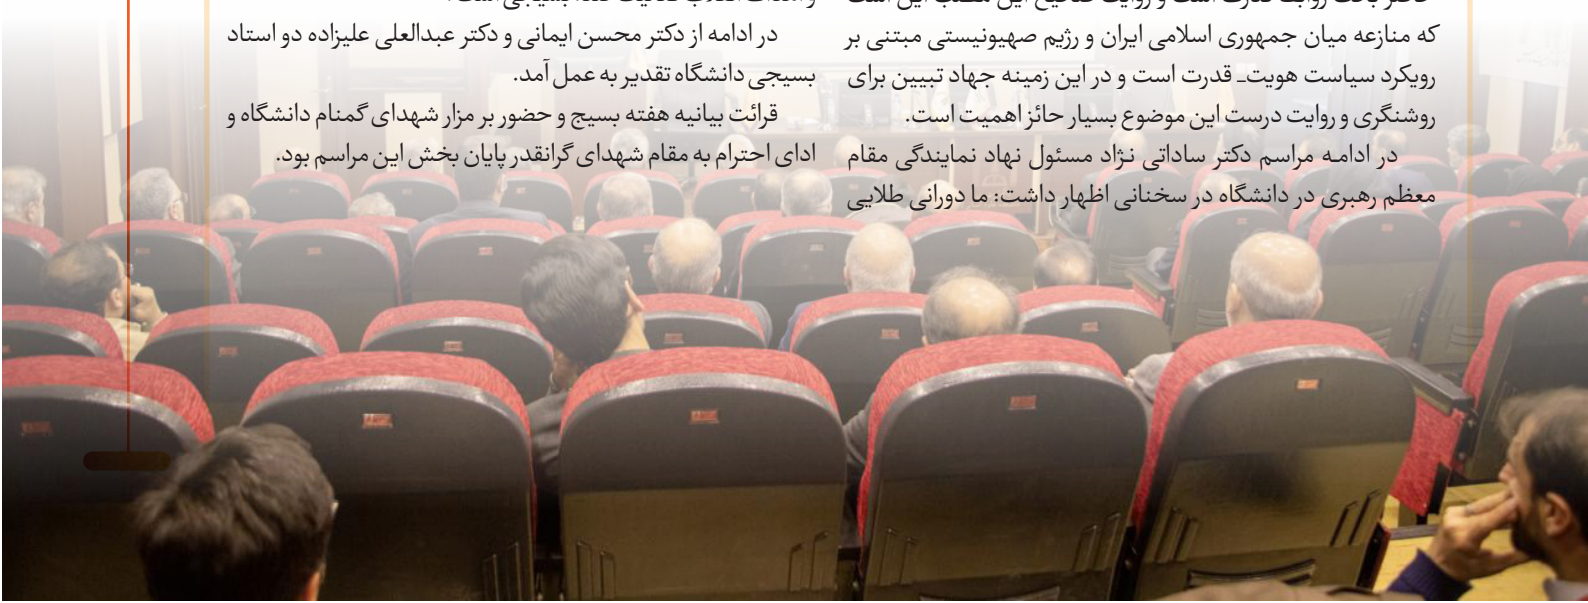 که منازعه میان جمهوری اسلامی ایران و رژیم صهیونیستی مبتنی بر
رویکرد سیاست هویت‌ـ قدرت است و در این زمینه جهاد تبیین برای
روشنگری و روایت درست این موضوع بسیار حائز اهمیت است.
در ادامه مراسم دکتر ساداتی نژاد مسئول نهاد نمایندگی مقام
معظم رهبری در دانشگاه در سخنانی اظهار داشت: ما دورانی طلایی
در ادامه از دکتر محسن ایمانی و دکتر عبدالعلی علیزاده دو استاد
بسیجی دانشگاه تقدیر به عمل آمد.
قرائت بیانیه هفته بسیج و حضور بر مزار شهدای گمنام دانشگاه و
ادای احترام به مقام شهدای گرانقدر پایان بخش این مراسم بود.